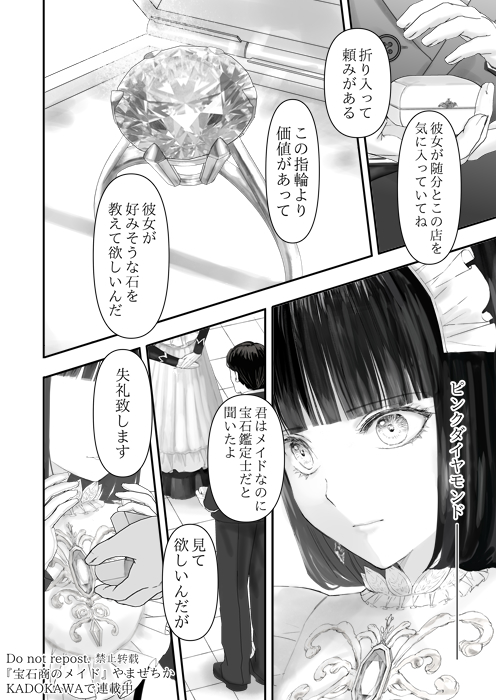 彼女が随分とこの店を
気に入っていてね
折り入って
頼みがある
この指輪より
価値があって
彼女が
好みそうな石を
教えて欲しいんだ
ピンクダイヤモンド──
君はメイドなのに
宝石鑑定士だと
聞いたよ
見て
欲しいんだが
失礼致します
Do not repost. 禁止転載
『宝石商のメイド』やまぜちか
KADOKAWAで連載中